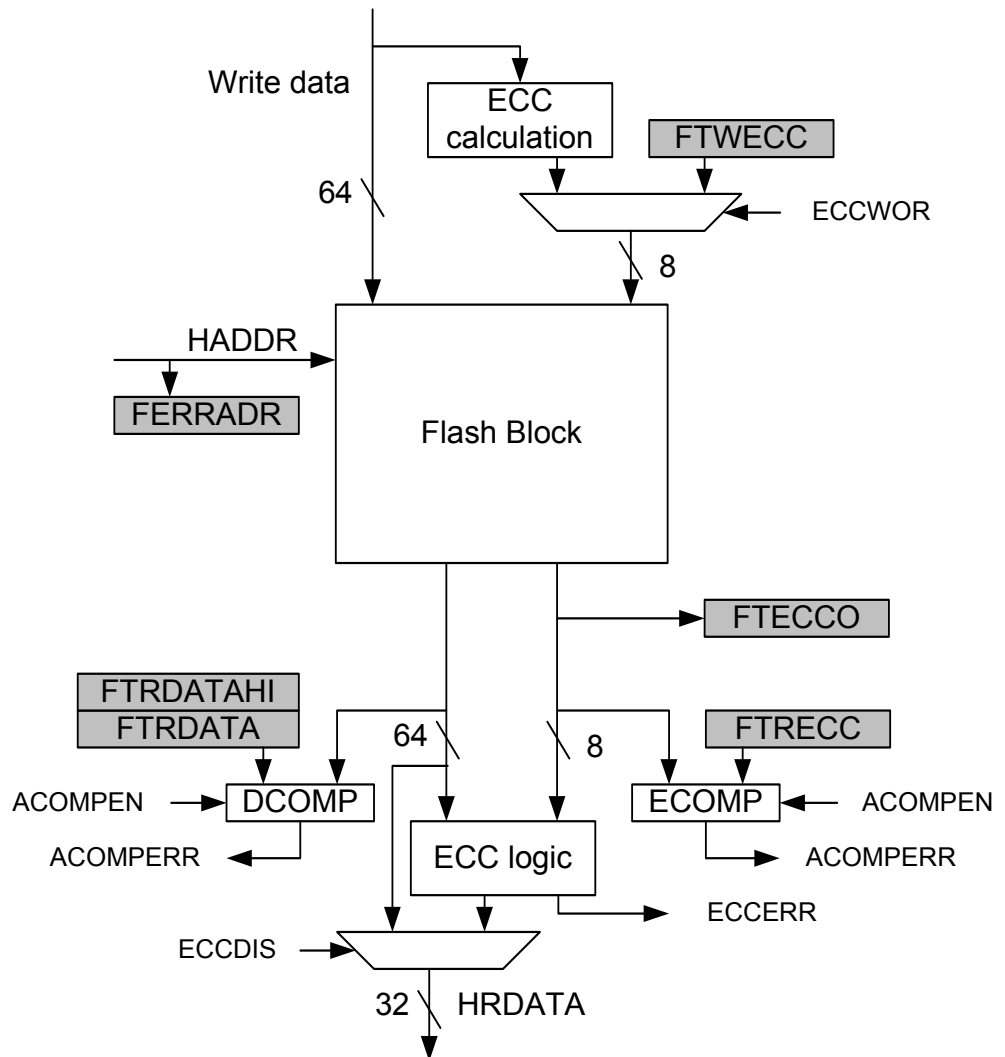 Write data
ECC
calculation
FTWECC
64
ECCWOR
8
HADDR
FERRADR
Flash Block
FTECCO
FTRDATAHI
FTRDATA
64
8
FTRECC
ACOMPEN
DCOMP
ECOMP
ACOMPEN
ACOMPERR
ECC logic
ACOMPERR
ECCERR
ECCDIS
32
HRDATA